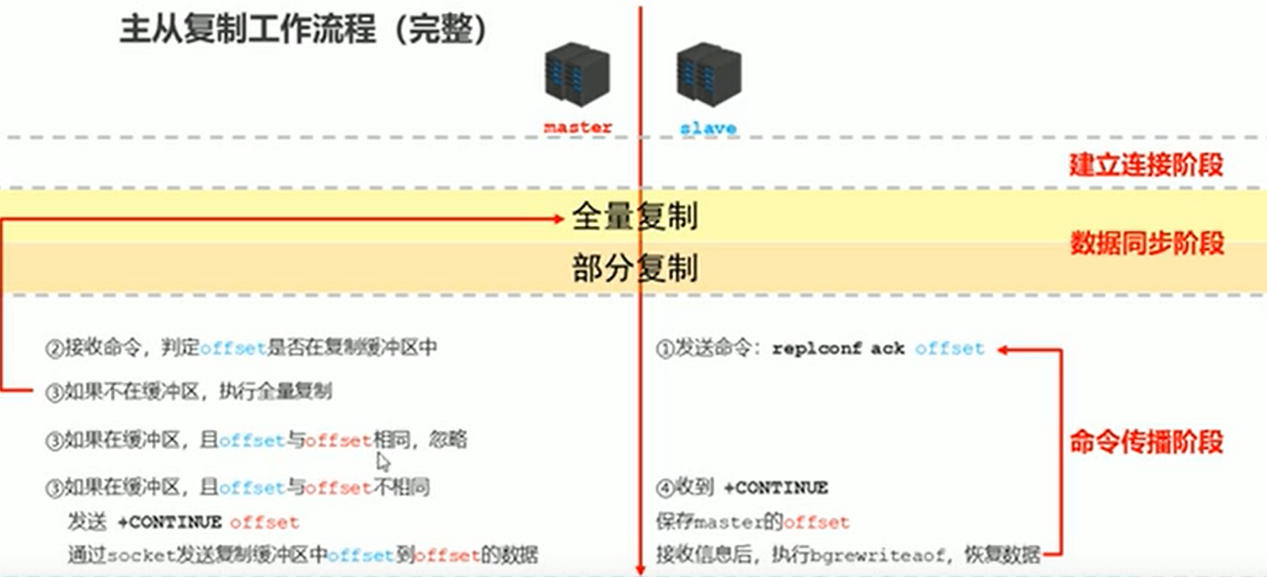 主从复制工作流程（完整）
master
slave
建立连接阶段
全量复制
数据同步阶段
部分复制
②接收命令，判定offset是否在复制缓冲区中
①发送命令：replconf ack offset
③如果不在缓冲区，执行全量复制
③如果在缓冲区，且offset与offset相同，忽略
命令传播阶段
③如果在缓冲区，且offset与offset不相同
④收到 +CONTINUE
发送 +CONTINUE offset
保存master的offset
通过socket发送复制缓冲区中offset到offset的数据
接收信息后，执行bgrewriteaof，恢复数据